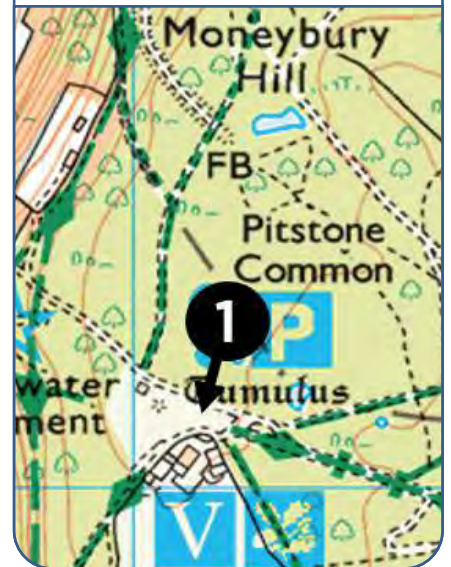 Moneybury
Hill
FB
Pitstone
Common
1
P
Tumulus
water
ment
V